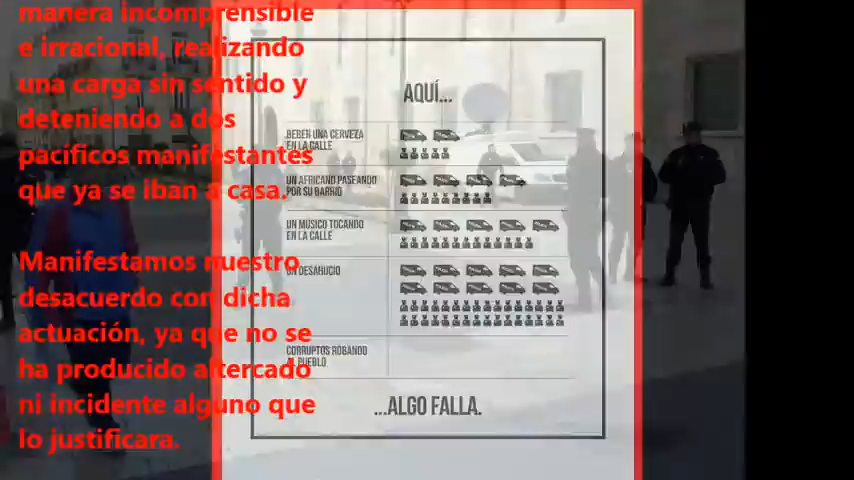 manera incomprensible
e irracional, realizando
una carga sin sentido y
deteniendo a dos
pacíficos manifestantes
que ya se iban a casa.
Manifestamos nuestro
desacuerdo con dicha
actuación, ya que no se
ha producido altercado
ni incidente alguno que
lo justificara.
AQUÍ...
BEBER UNA CERVEZA
EN LA CALLE
UN AFRICANO PASEANDO
POR SU BARRIO
UN MÚSICO TOCANDO
EN LA CALLE
UN DESAHUCIO
CORRUPTOS ROBANDO
AL PUEBLO
...ALGO FALLA.